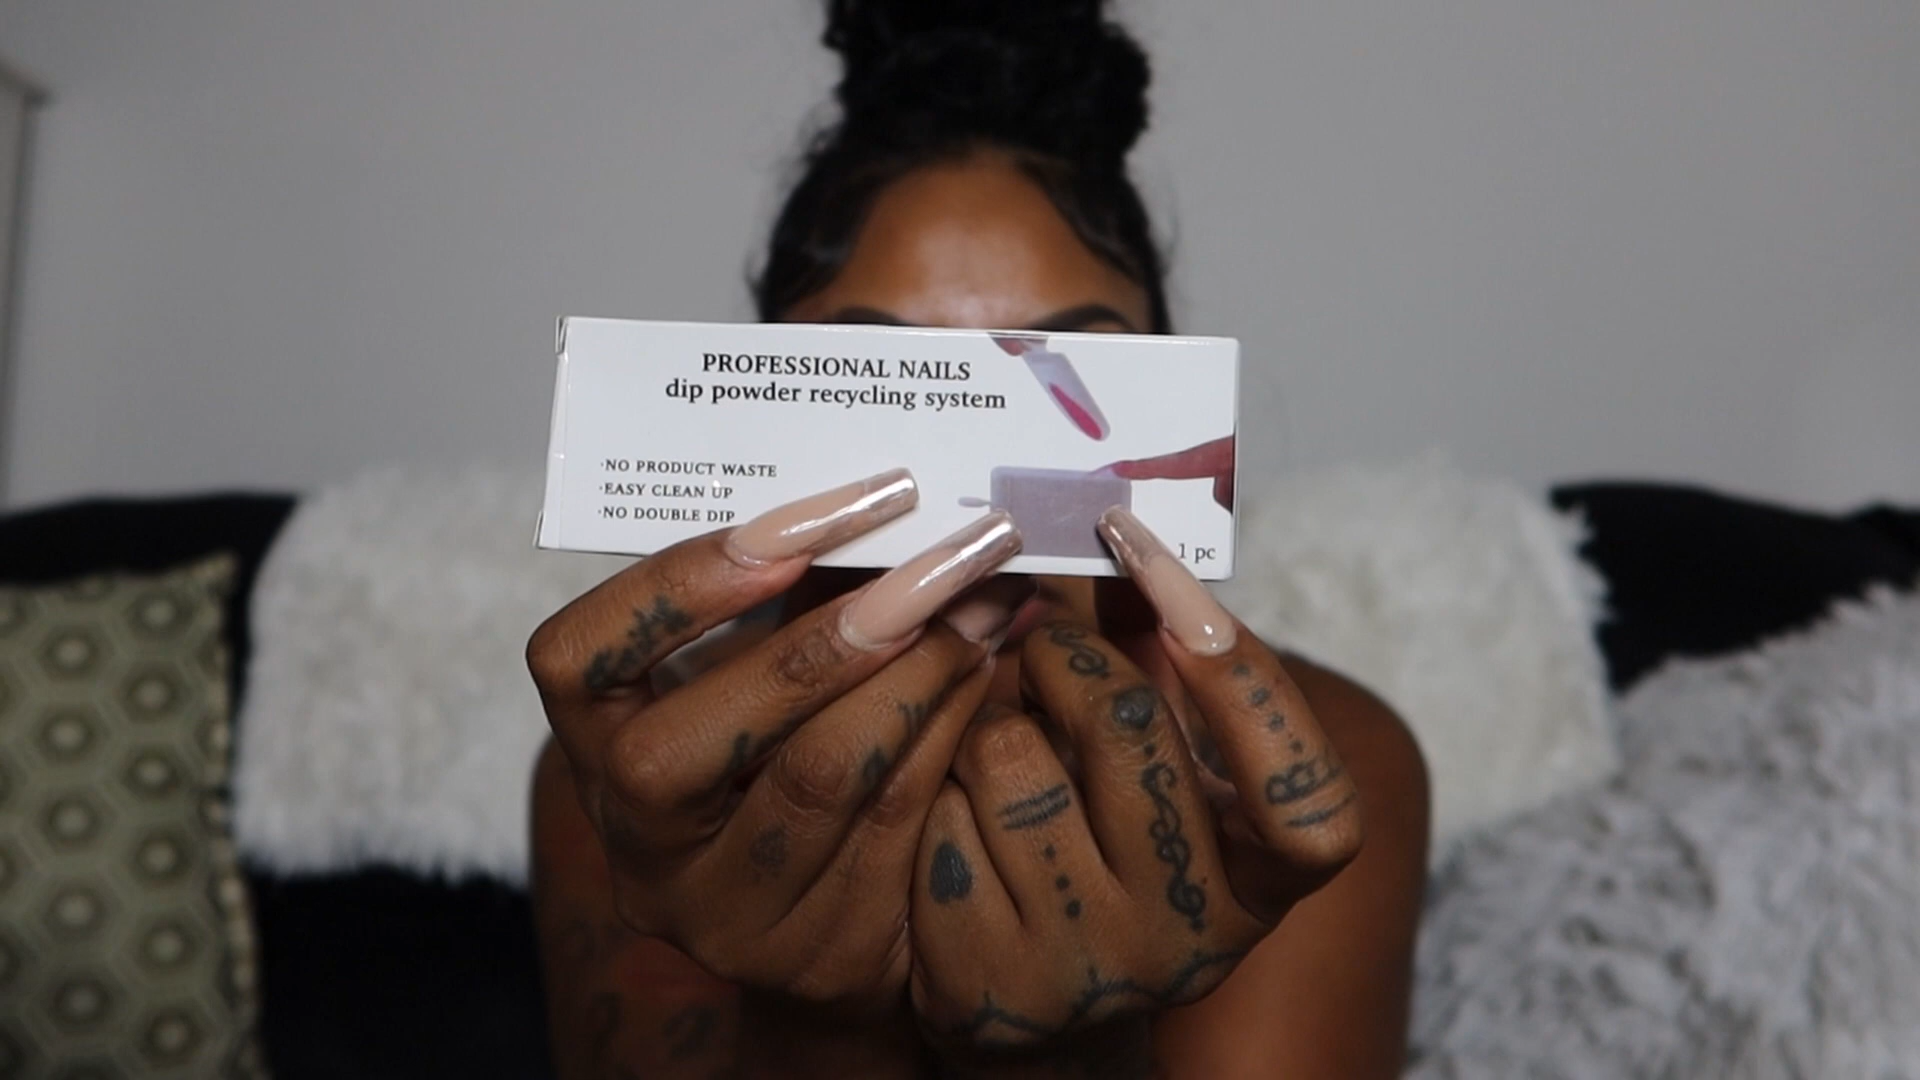 PROFESSIONAL NAILS
dip powder recycling system
·NO PRODUCT WASTE
·EASY CLEAN UP
·NO DOUBLE DIP
1 pc